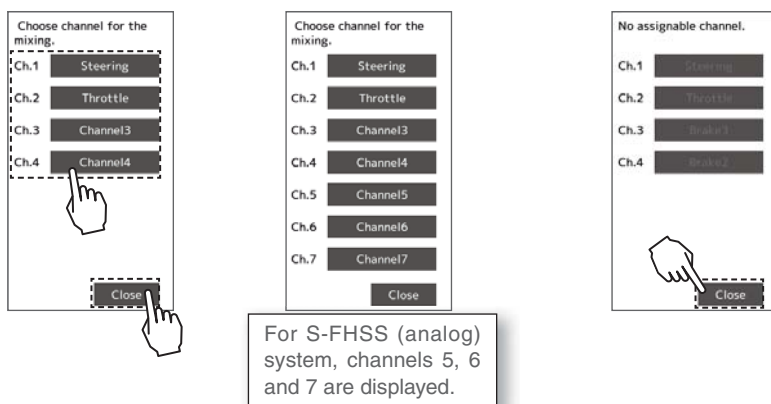 Choose channel for the
mixing.
Ch.1 Steering
Ch.2 Throttle
Ch.3 Channel3
Ch.4 Channel4
Close
Choose channel for the
mixing.
Ch.1 Steering
Ch.2 Throttle
Ch.3 Channel3
Ch.4 Channel4
Ch.5 Channel5
Ch.6 Channel6
Ch.7 Channel7
Close
For S-FHSS (analog)
system, channels 5, 6
and 7 are displayed.
No assignable channel.
Ch.1 Steering
Ch.2 Throttle
Ch.3 Brake3
Ch.4 Brake2
Close